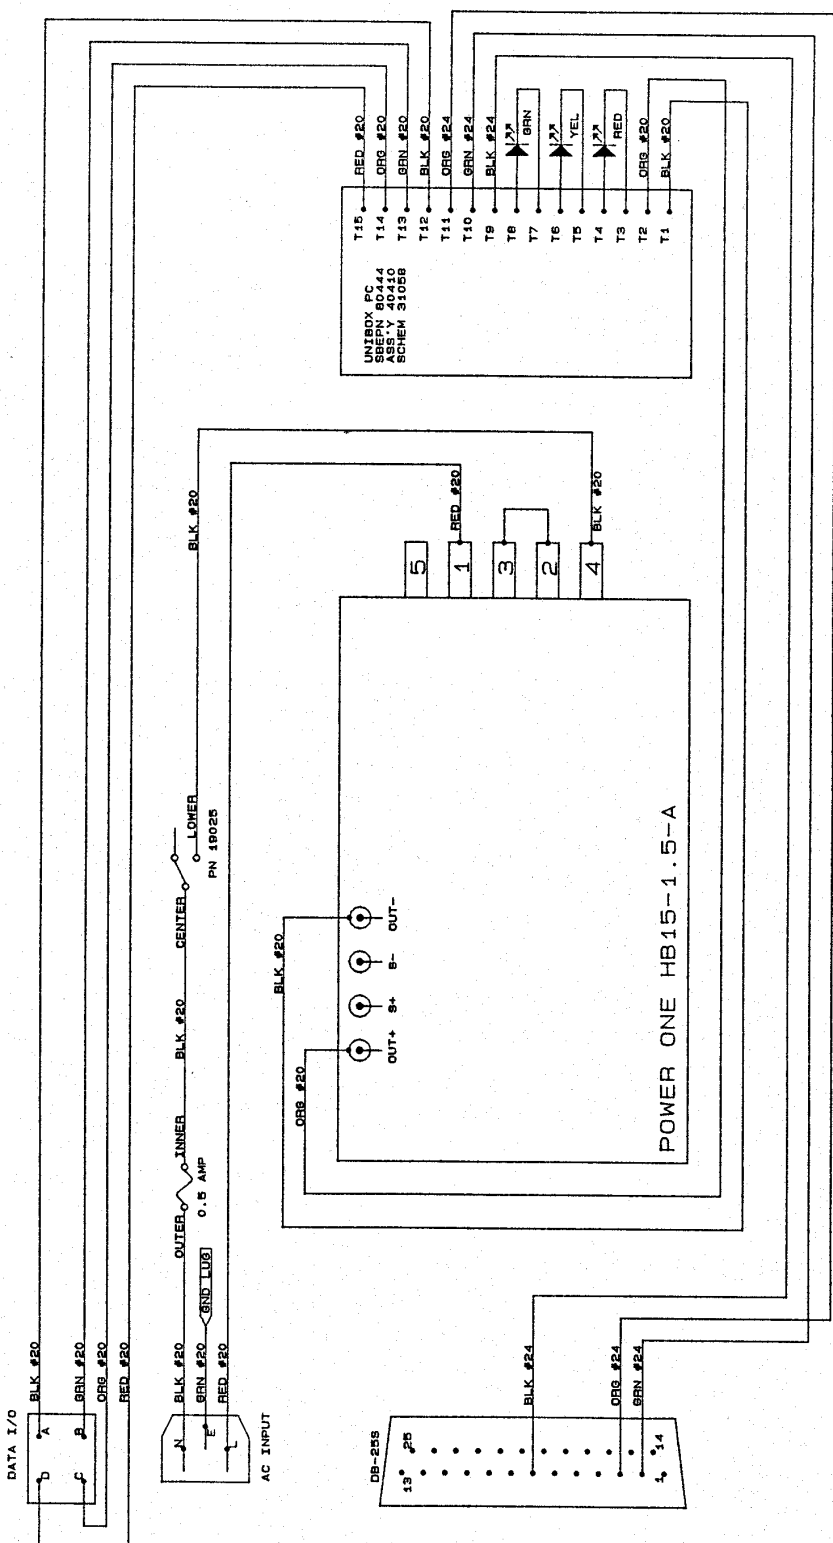 DATA I/O
D
A
C
B
BLK #20
GRN #20
ORG #20
RED #20
AC INPUT
N
E
L
BLK #20
GRN #20
RED #20
GND LUG
OUTER
INNER
0.5 AMP
BLK #20
CENTER
LOWER
PN 19025
BLK #20
RED #20
BLK #20
5
1
3
2
4
POWER ONE HB15-1.5-A
OUT+
S+
S-
OUT-
ORG #20
BLK #20
UNIBOX PC
SBEPN 80444
ASS'Y 40410
SCHEM 31058
T15
T14
T13
T12
T11
T10
T9
T8
T7
T6
T5
T4
T3
T2
T1
RED #20
ORG #20
GRN #20
BLK #20
ORG #24
GRN #24
BLK #24
GRN
YEL
RED
ORG #20
BLK #20
DB-25S
13
25
1
14
BLK #24
ORG #24
GRN #24